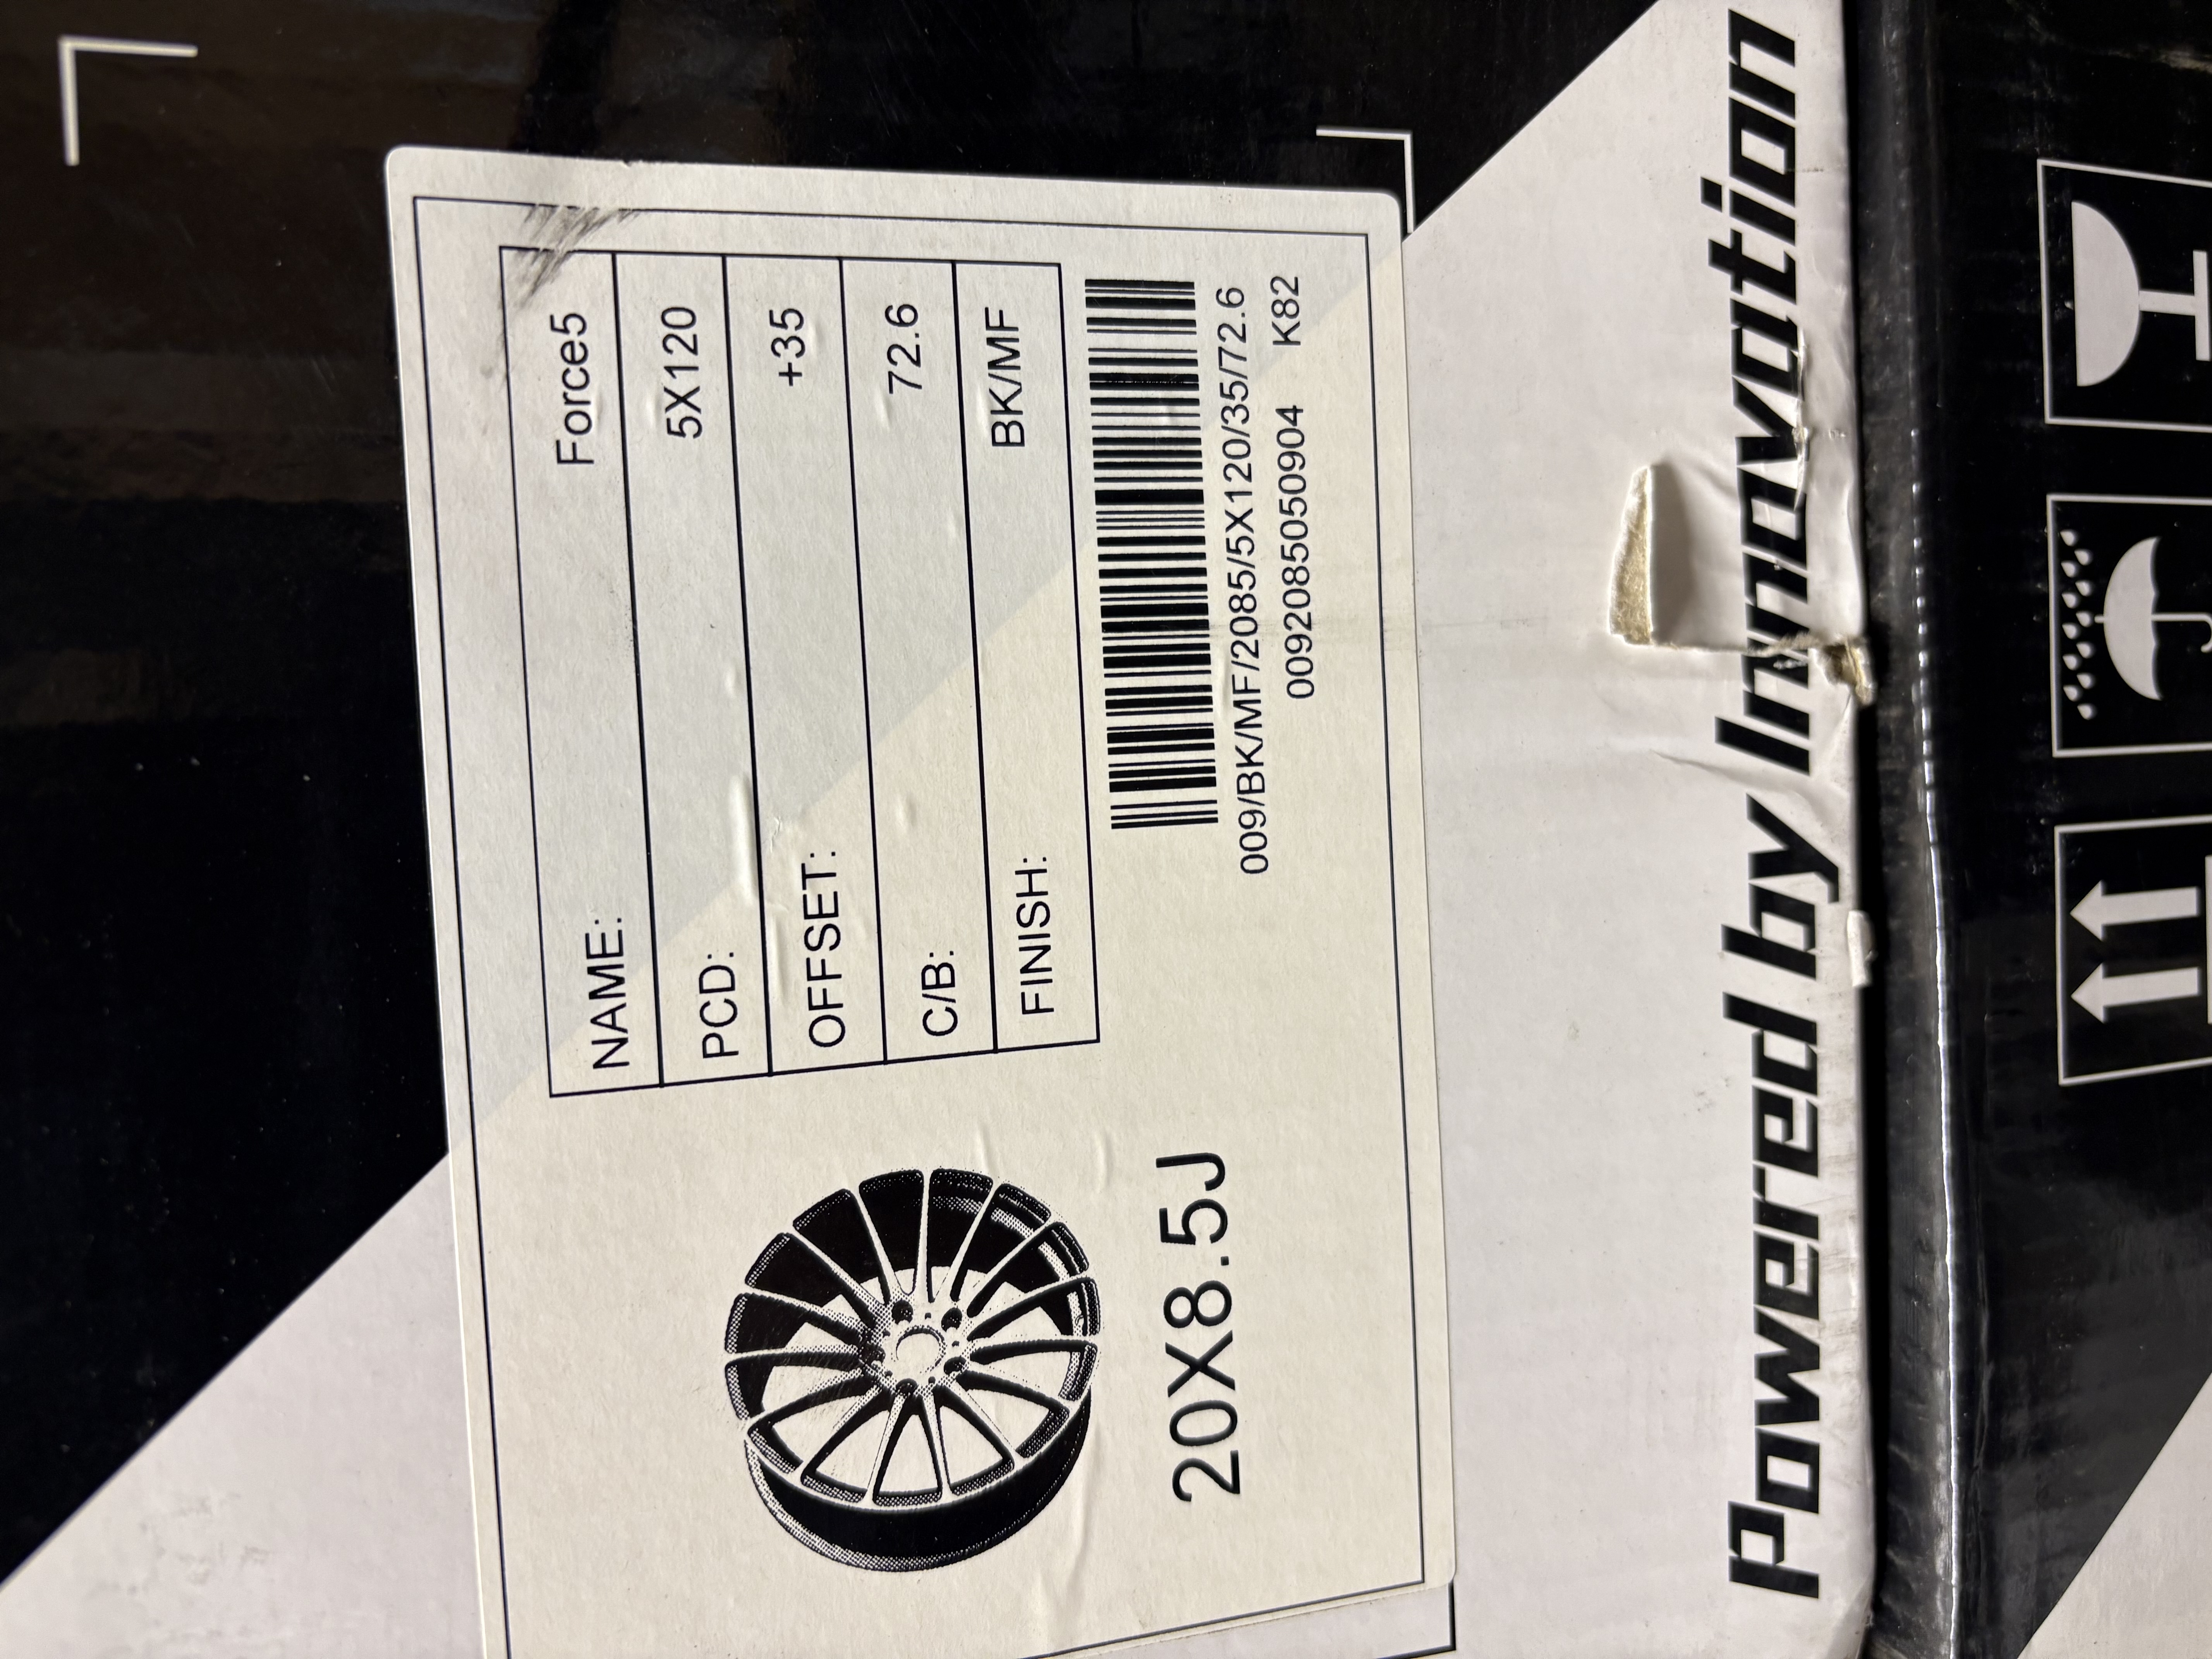 NAME: Force5
PCD: 5X120
OFFSET: +35
C/B: 72.6
FINISH: BK/MF
20X8.5J
009/BK/MF/2085/5X120/35/72.6
0092085050904 K82
Powered by Innovation